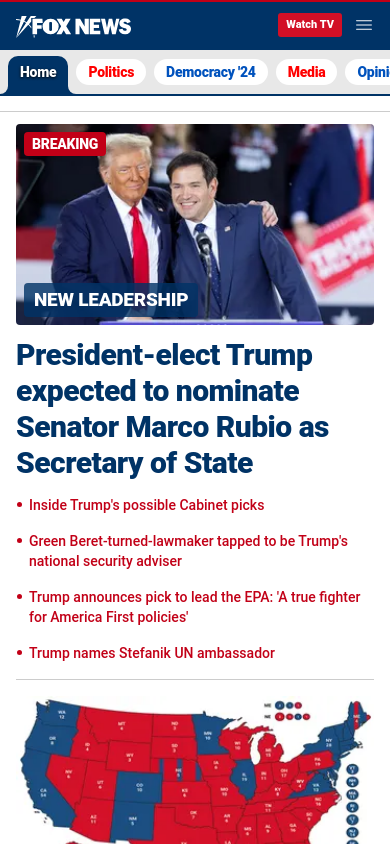 FOX NEWS
Watch TV
Home
Politics
Democracy '24
Media
Opini
BREAKING
TRUMP
NEW LEADERSHIP
President-elect Trump
expected to nominate
Senator Marco Rubio as
Secretary of State
• Inside Trump's possible Cabinet picks
• Green Beret-turned-lawmaker tapped to be Trump's
national security adviser
• Trump announces pick to lead the EPA: 'A true fighter
for America First policies'
• Trump names Stefanik UN ambassador